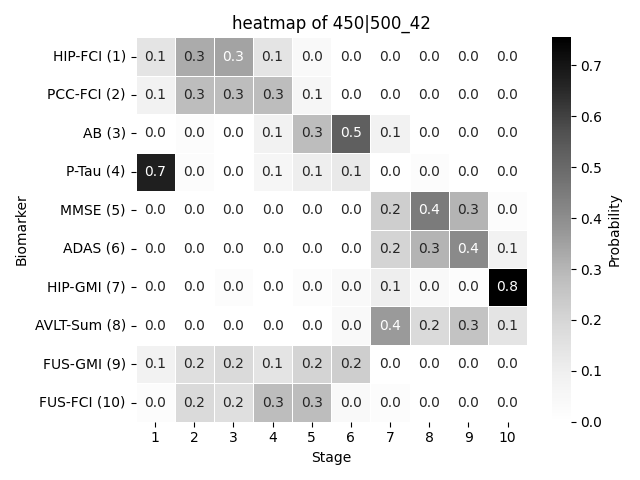 heatmap of 450|500_42
HIP-FCI (1) 0.1 0.3 0.3 0.1 0.0 0.0 0.0 0.0 0.0 0.0
PCC-FCI (2) 0.1 0.3 0.3 0.3 0.1 0.0 0.0 0.0 0.0 0.0
AB (3) 0.0 0.0 0.0 0.1 0.3 0.5 0.1 0.0 0.0 0.0
P-Tau (4) 0.7 0.0 0.0 0.1 0.1 0.1 0.0 0.0 0.0 0.0
MMSE (5) 0.0 0.0 0.0 0.0 0.0 0.0 0.2 0.4 0.3 0.0
ADAS (6) 0.0 0.0 0.0 0.0 0.0 0.0 0.2 0.3 0.4 0.1
HIP-GMI (7) 0.0 0.0 0.0 0.0 0.0 0.0 0.1 0.0 0.0 0.8
AVLT-Sum (8) 0.0 0.0 0.0 0.0 0.0 0.0 0.4 0.2 0.3 0.1
FUS-GMI (9) 0.1 0.2 0.2 0.1 0.2 0.2 0.0 0.0 0.0 0.0
FUS-FCI (10) 0.0 0.2 0.2 0.3 0.3 0.0 0.0 0.0 0.0 0.0
1 2 3 4 5 6 7 8 9 10
Stage
Biomarker
0.7
0.6
0.5
0.4
0.3
0.2
0.1
0.0
Probability